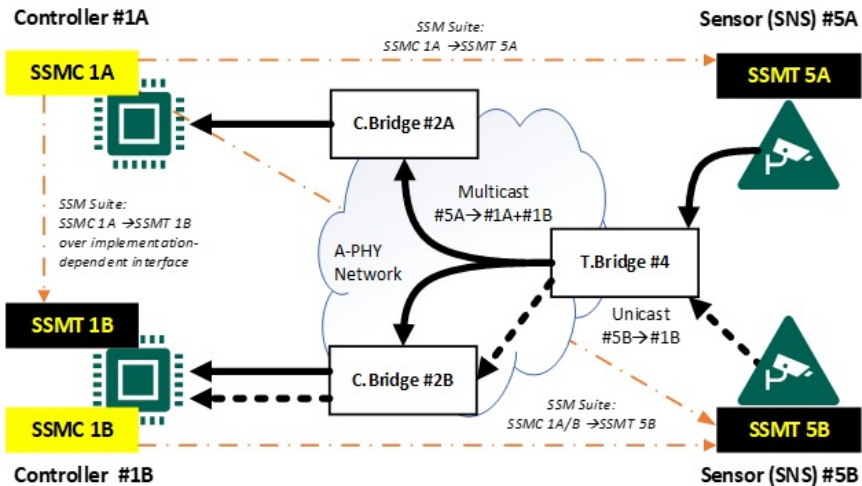 Controller #1A
Sensor (SNS) #5A
SSM Suite:
SSMC 1A →SSMT 5A
SSMC 1A
SSMT 5A
C.Bridge #2A
Multicast
#5A→#1A+#1B
SSM Suite:
SSMC 1A →SSMT 1B
over implementation-
dependent interface
A-PHY
Network
T.Bridge #4
SSMT 1B
Unicast
#5B→#1B
C.Bridge #2B
SSM Suite:
SSMC 1A/B →SSMT 5B
SSMC 1B
SSMT 5B
Controller #1B
Sensor (SNS) #5B